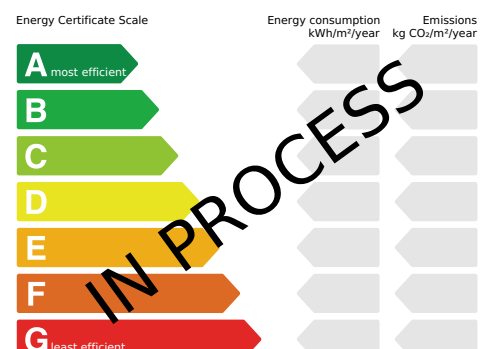 Energy Certificate Scale
Energy consumption
kWh/m²/year
Emissions
kg CO₂/m²/year
A most efficient
B
C
D
E
F
G least efficient
IN PROCESS